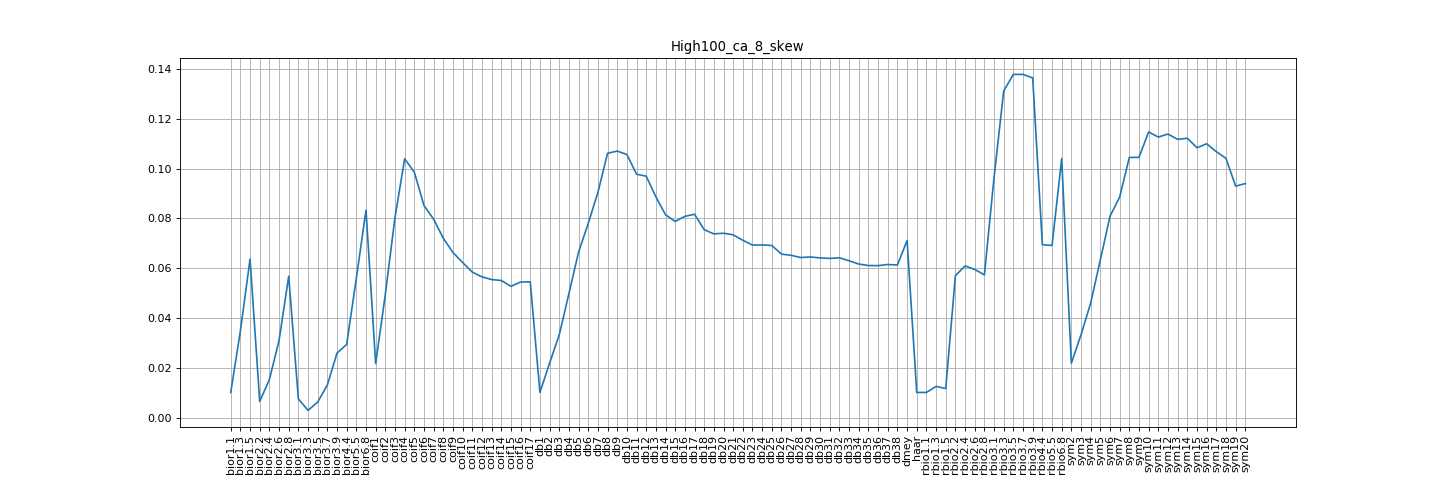 High100_ca_8_skew
0.14
0.12
0.10
0.08
0.06
0.04
0.02
0.00
bior1.1
bior1.3
bior1.5
bior2.2
bior2.4
bior2.6
bior2.8
bior3.1
bior3.3
bior3.5
bior3.7
bior3.9
bior4.4
bior5.5
bior6.8
coif1
coif2
coif3
coif4
coif5
coif6
coif7
coif8
coif9
coif10
coif11
coif12
coif13
coif14
coif15
coif16
coif17
db1
db2
db3
db4
db5
db6
db7
db8
db9
db10
db11
db12
db13
db14
db15
db16
db17
db18
db19
db20
db21
db22
db23
db24
db25
db26
db27
db28
db29
db30
db31
db32
db33
db34
db35
db36
db37
db38
dmey
haar
rbio1.1
rbio1.3
rbio1.5
rbio2.2
rbio2.4
rbio2.6
rbio2.8
rbio3.1
rbio3.3
rbio3.5
rbio3.7
rbio3.9
rbio4.4
rbio5.5
rbio6.8
sym2
sym3
sym4
sym5
sym6
sym7
sym8
sym9
sym10
sym11
sym12
sym13
sym14
sym15
sym16
sym17
sym18
sym19
sym20